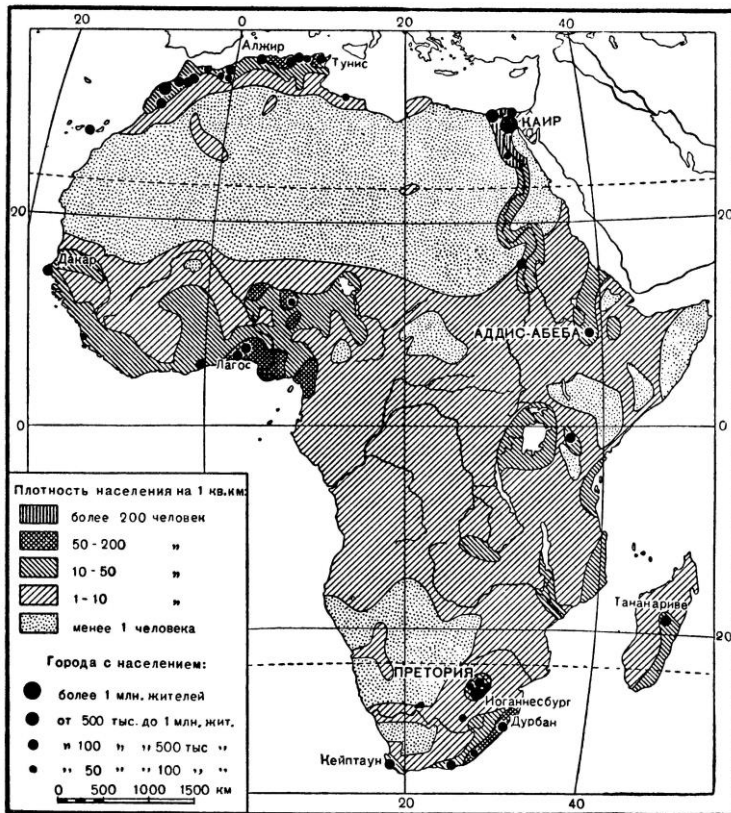 20
0
20
40
Алжир
Тунис
КАИР
20
20
Дакар
АДДИС-АБЕБА
Лагос
0
0
Плотность населения на 1 кв.км:
более 200 человек
50-200 "
10-50 "
1-10 "
менее 1 человека
Города с населением:
более 1 млн. жителей
от 500 тыс. до 1 млн, жит.
" 100 " " 500 тыс "
" 50 " " 100 " "
0 500 1000 1500 км
Тананариве
20
ПРЕТОРИЯ
Иоганнесбург
Дурбан
Кейптаун
20
40